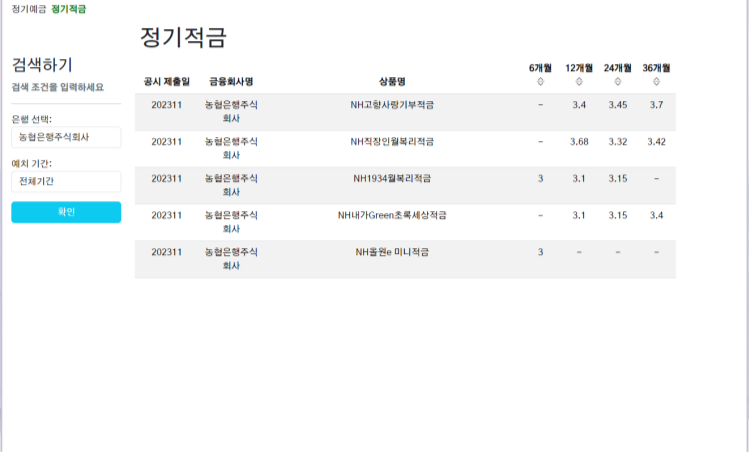 정기예금 정기적금
정기적금
검색하기
검색 조건을 입력하세요
은행 선택:
농협은행주식회사
예치 기간:
전체기간
확인
공시 제출일 금융회사명 상품명 6개월 12개월 24개월 36개월
202311 농협은행주식회사 NH고향사랑기부적금 - 3.4 3.45 3.7
202311 농협은행주식회사 NH직장인월복리적금 - 3.68 3.32 3.42
202311 농협은행주식회사 NH1934월복리적금 3 3.1 3.15 -
202311 농협은행주식회사 NH내가Green초록세상적금 - 3.1 3.15 3.4
202311 농협은행주식회사 NH올원e 미니적금 3 - - -